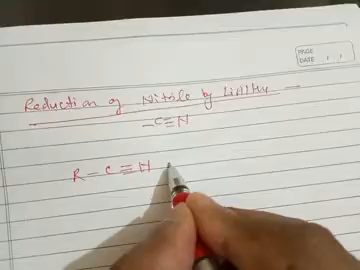 PAGE
DATE
Reduction of Nitrile by LiAlH4 —
—C≡N
R—C≡N